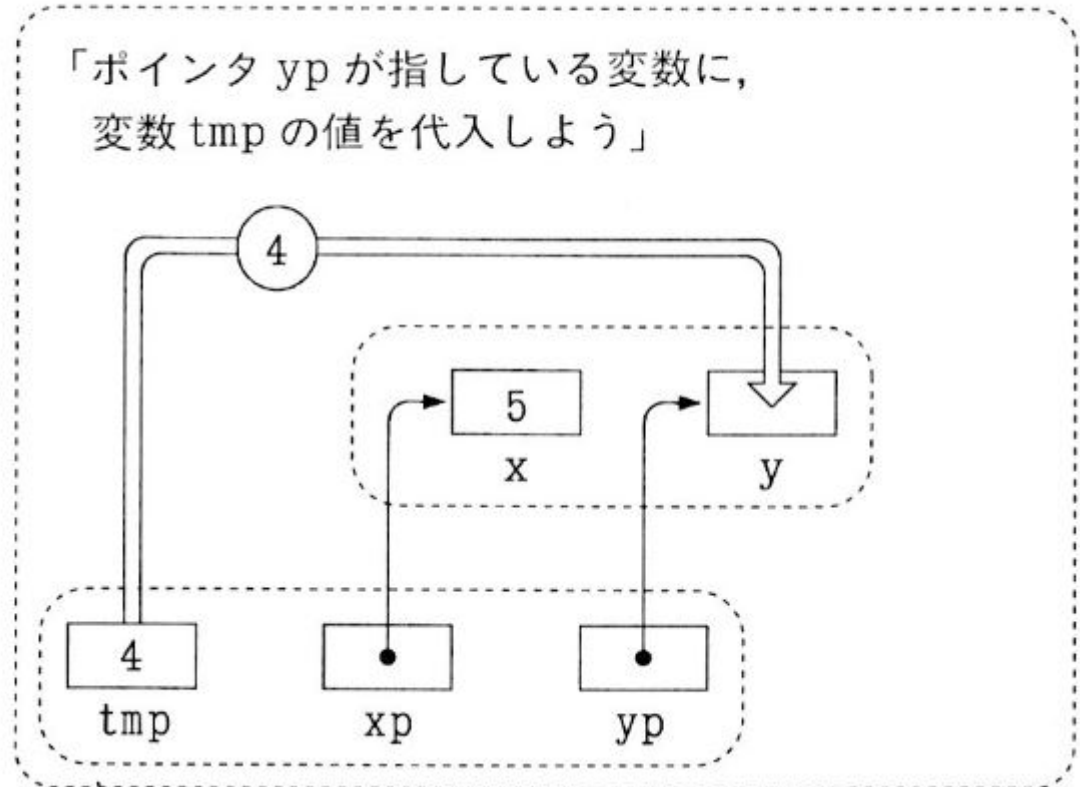 「ポインタ yp が指している変数に,
変数 tmp の値を代入しよう」
4
5
x
y
4
tmp
xp
yp